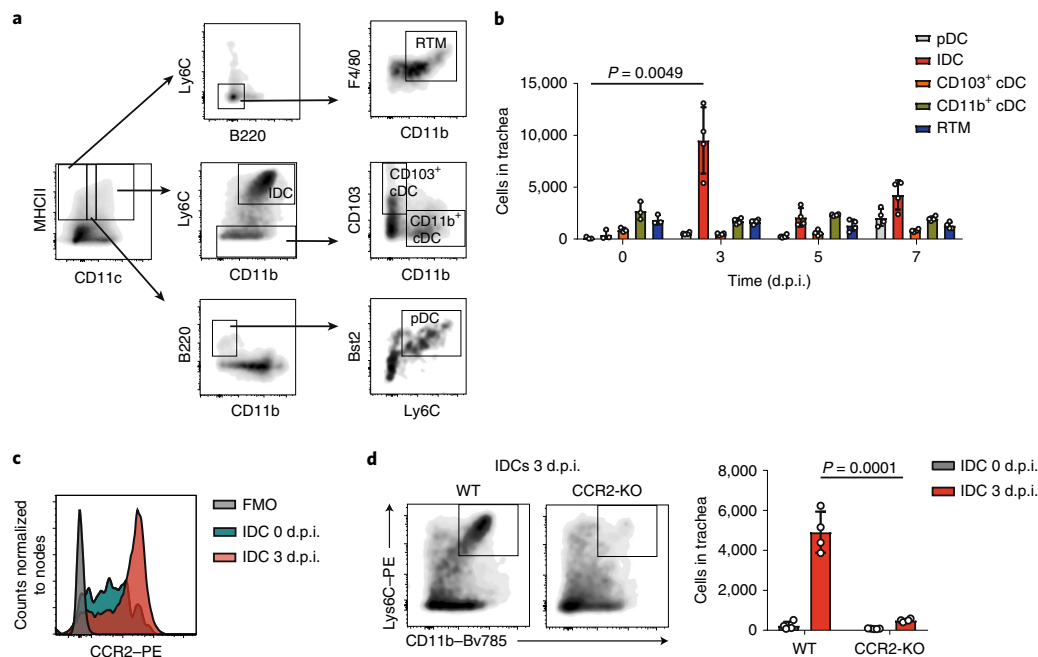 a
Ly6C
B220
F4/80
RTM
CD11b
MHCII
CD11c
Ly6C
IDC
CD11b
CD103
CD103+
cDC
CD11b+
cDC
CD11b
B220
CD11b
Bst2
pDC
Ly6C
b
pDC
IDC
CD103+ cDC
CD11b+ cDC
RTM
P = 0.0049
Cells in trachea
15,000
10,000
5,000
0
0 3 5 7
Time (d.p.i.)
c
Counts normalized
to nodes
CCR2–PE
FMO
IDC 0 d.p.i.
IDC 3 d.p.i.
d
IDCs 3 d.p.i.
WT CCR2-KO
Lys6C–PE
CD11b–Bv785
Cells in trachea
8,000
6,000
4,000
2,000
0
P = 0.0001
WT CCR2-KO
IDC 0 d.p.i.
IDC 3 d.p.i.